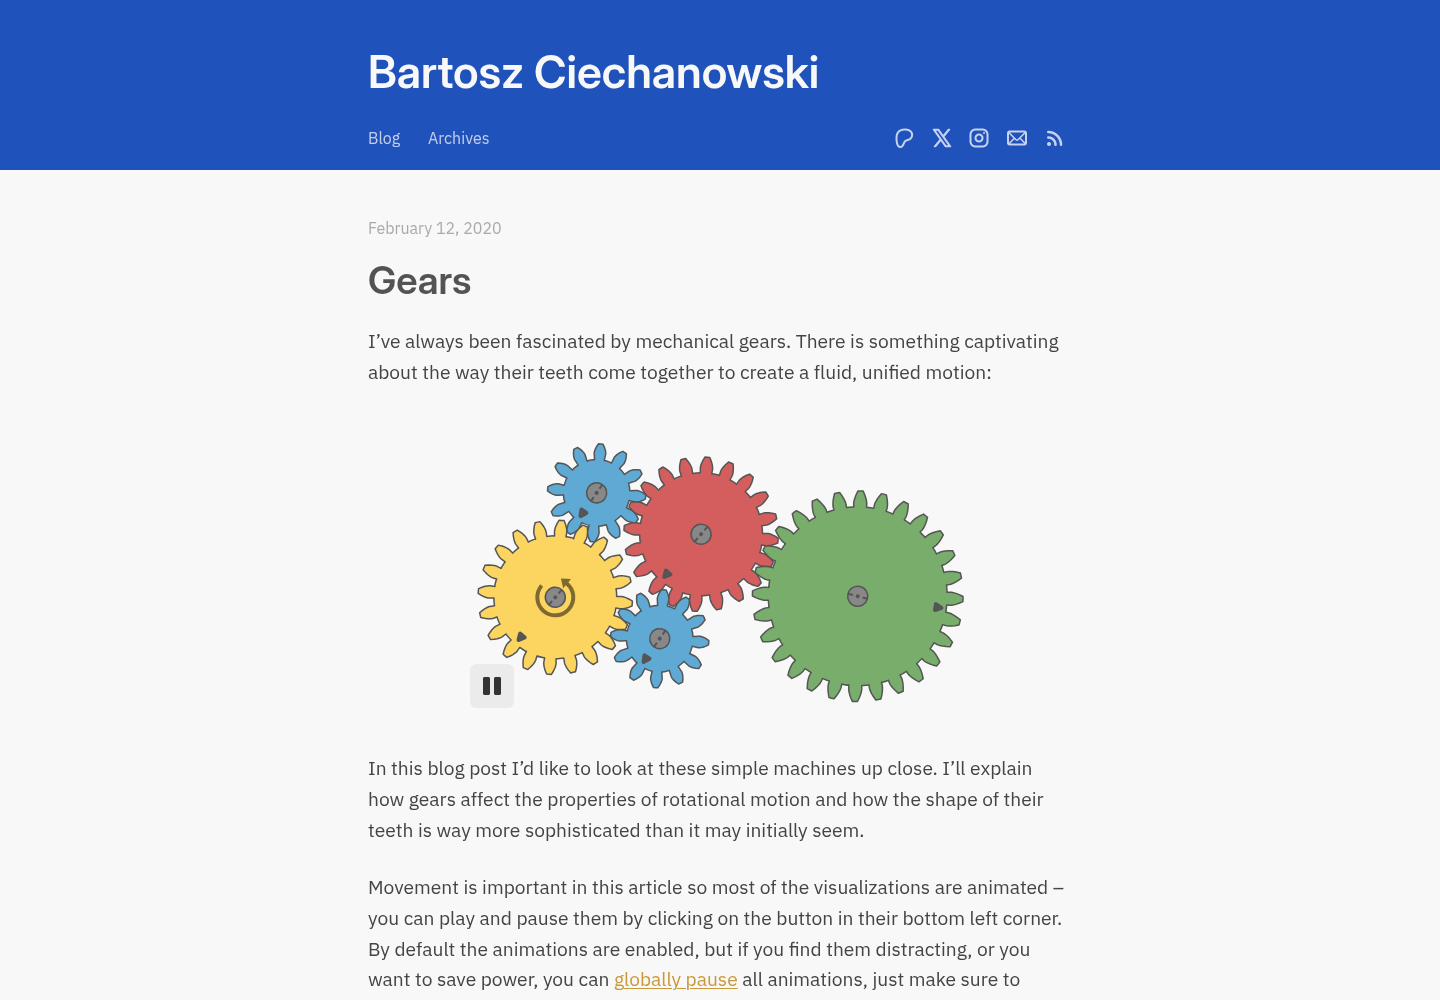 Bartosz Ciechanowski
Blog
Archives
February 12, 2020
Gears
I’ve always been fascinated by mechanical gears. There is something captivating
about the way their teeth come together to create a fluid, unified motion:
In this blog post I’d like to look at these simple machines up close. I’ll explain
how gears affect the properties of rotational motion and how the shape of their
teeth is way more sophisticated than it may initially seem.
Movement is important in this article so most of the visualizations are animated –
you can play and pause them by clicking on the button in their bottom left corner.
By default the animations are enabled, but if you find them distracting, or you
want to save power, you can globally pause all animations, just make sure to